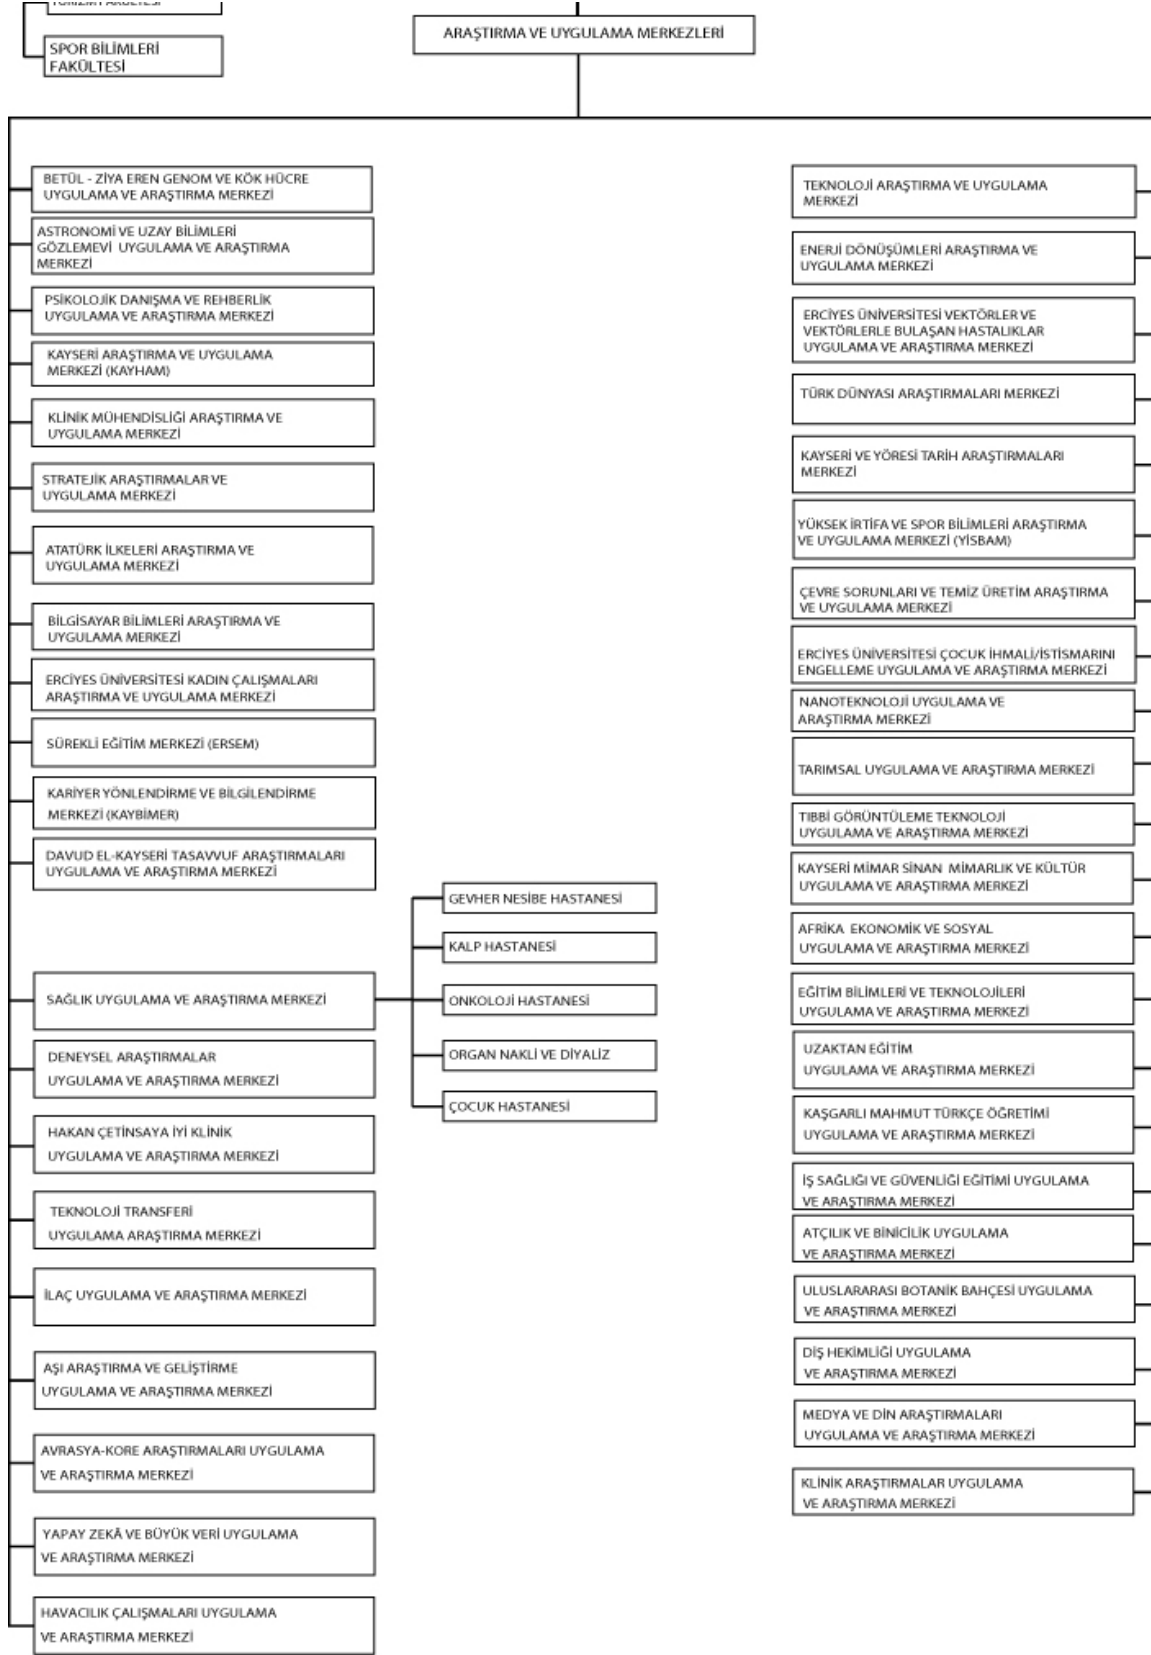 TURİZM FAKÜLTESİ
SPOR BİLİMLERİ
FAKÜLTESİ
ARAŞTIRMA VE UYGULAMA MERKEZLERİ
BETÜL - ZİYA EREN GENOM VE KÖK HÜCRE
UYGULAMA VE ARAŞTIRMA MERKEZİ
ASTRONOMİ VE UZAY BİLİMLERİ
GÖZLEMEVİ UYGULAMA VE ARAŞTIRMA
MERKEZİ
PSİKOLOJİK DANIŞMA VE REHBERLİK
UYGULAMA VE ARAŞTIRMA MERKEZİ
KAYSERİ ARAŞTIRMA VE UYGULAMA
MERKEZİ (KAYHAM)
KLİNİK MÜHENDİSLİĞİ ARAŞTIRMA VE
UYGULAMA MERKEZİ
STRATEJİK ARAŞTIRMALAR VE
UYGULAMA MERKEZİ
ATATÜRK İLKELERİ ARAŞTIRMA VE
UYGULAMA MERKEZİ
BİLGİSAYAR BİLİMLERİ ARAŞTIRMA VE
UYGULAMA MERKEZİ
ERCİYES ÜNİVERSİTESİ KADIN ÇALIŞMALARI
ARAŞTIRMA VE UYGULAMA MERKEZİ
SÜREKLİ EĞİTİM MERKEZİ (ERSEM)
KARİYER YÖNLENDİRME VE BİLGİLENDİRME
MERKEZİ (KAYBİMER)
DAVUD EL-KAYSERİ TASAVVUF ARAŞTIRMALARI
UYGULAMA VE ARAŞTIRMA MERKEZİ
SAĞLIK UYGULAMA VE ARAŞTIRMA MERKEZİ
DENEYSEL ARAŞTIRMALAR
UYGULAMA VE ARAŞTIRMA MERKEZİ
HAKAN ÇETİNSAYA İYİ KLİNİK
UYGULAMA VE ARAŞTIRMA MERKEZİ
TEKNOLOJİ TRANSFERİ
UYGULAMA ARAŞTIRMA MERKEZİ
İLAÇ UYGULAMA VE ARAŞTIRMA MERKEZİ
AŞI ARAŞTIRMA VE GELİŞTİRME
UYGULAMA VE ARAŞTIRMA MERKEZİ
AVRASYA-KORE ARAŞTIRMALARI UYGULAMA
VE ARAŞTIRMA MERKEZİ
YAPAY ZEKÂ VE BÜYÜK VERİ UYGULAMA
VE ARAŞTIRMA MERKEZİ
HAVACILIK ÇALIŞMALARI UYGULAMA
VE ARAŞTIRMA MERKEZİ
GEVHER NESİBE HASTANESİ
KALP HASTANESİ
ONKOLOJİ HASTANESİ
ORGAN NAKLİ VE DİYALİZ
ÇOCUK HASTANESİ
TEKNOLOJİ ARAŞTIRMA VE UYGULAMA
MERKEZİ
ENERJİ DÖNÜŞÜMLERİ ARAŞTIRMA VE
UYGULAMA MERKEZİ
ERCİYES ÜNİVERSİTESİ VEKTÖRLER VE
VEKTÖRLERLE BULAŞAN HASTALIKLAR
UYGULAMA VE ARAŞTIRMA MERKEZİ
TÜRK DÜNYASI ARAŞTIRMALARI MERKEZİ
KAYSERİ VE YÖRESİ TARİH ARAŞTIRMALARI
MERKEZİ
YÜKSEK İRTİFA VE SPOR BİLİMLERİ ARAŞTIRMA
VE UYGULAMA MERKEZİ (YİSBAM)
ÇEVRE SORUNLARI VE TEMİZ ÜRETİM ARAŞTIRMA
VE UYGULAMA MERKEZİ
ERCİYES ÜNİVERSİTESİ ÇOCUK İHMALİ/İSTİSMARINI
ENGELLEME UYGULAMA VE ARAŞTIRMA MERKEZİ
NANOTEKNOLOJİ UYGULAMA VE
ARAŞTIRMA MERKEZİ
TARIMSAL UYGULAMA VE ARAŞTIRMA MERKEZİ
TIBBİ GÖRÜNTÜLEME TEKNOLOJİ
UYGULAMA VE ARAŞTIRMA MERKEZİ
KAYSERİ MİMAR SİNAN MİMARLIK VE KÜLTÜR
UYGULAMA VE ARAŞTIRMA MERKEZİ
AFRİKA EKONOMİK VE SOSYAL
UYGULAMA VE ARAŞTIRMA MERKEZİ
EĞİTİM BİLİMLERİ VE TEKNOLOJİLERİ
UYGULAMA VE ARAŞTIRMA MERKEZİ
UZAKTAN EĞİTİM
UYGULAMA VE ARAŞTIRMA MERKEZİ
KAŞGARLI MAHMUT TÜRKÇE ÖĞRETİMİ
UYGULAMA VE ARAŞTIRMA MERKEZİ
İŞ SAĞLIĞI VE GÜVENLİĞİ EĞİTİMİ UYGULAMA
VE ARAŞTIRMA MERKEZİ
ATÇILIK VE BİNİCİLİK UYGULAMA
VE ARAŞTIRMA MERKEZİ
ULUSLARARASI BOTANİK BAHÇESİ UYGULAMA
VE ARAŞTIRMA MERKEZİ
DİŞ HEKİMLİĞİ UYGULAMA
VE ARAŞTIRMA MERKEZİ
MEDYA VE DİN ARAŞTIRMALARI
UYGULAMA VE ARAŞTIRMA MERKEZİ
KLİNİK ARAŞTIRMALAR UYGULAMA
VE ARAŞTIRMA MERKEZİ